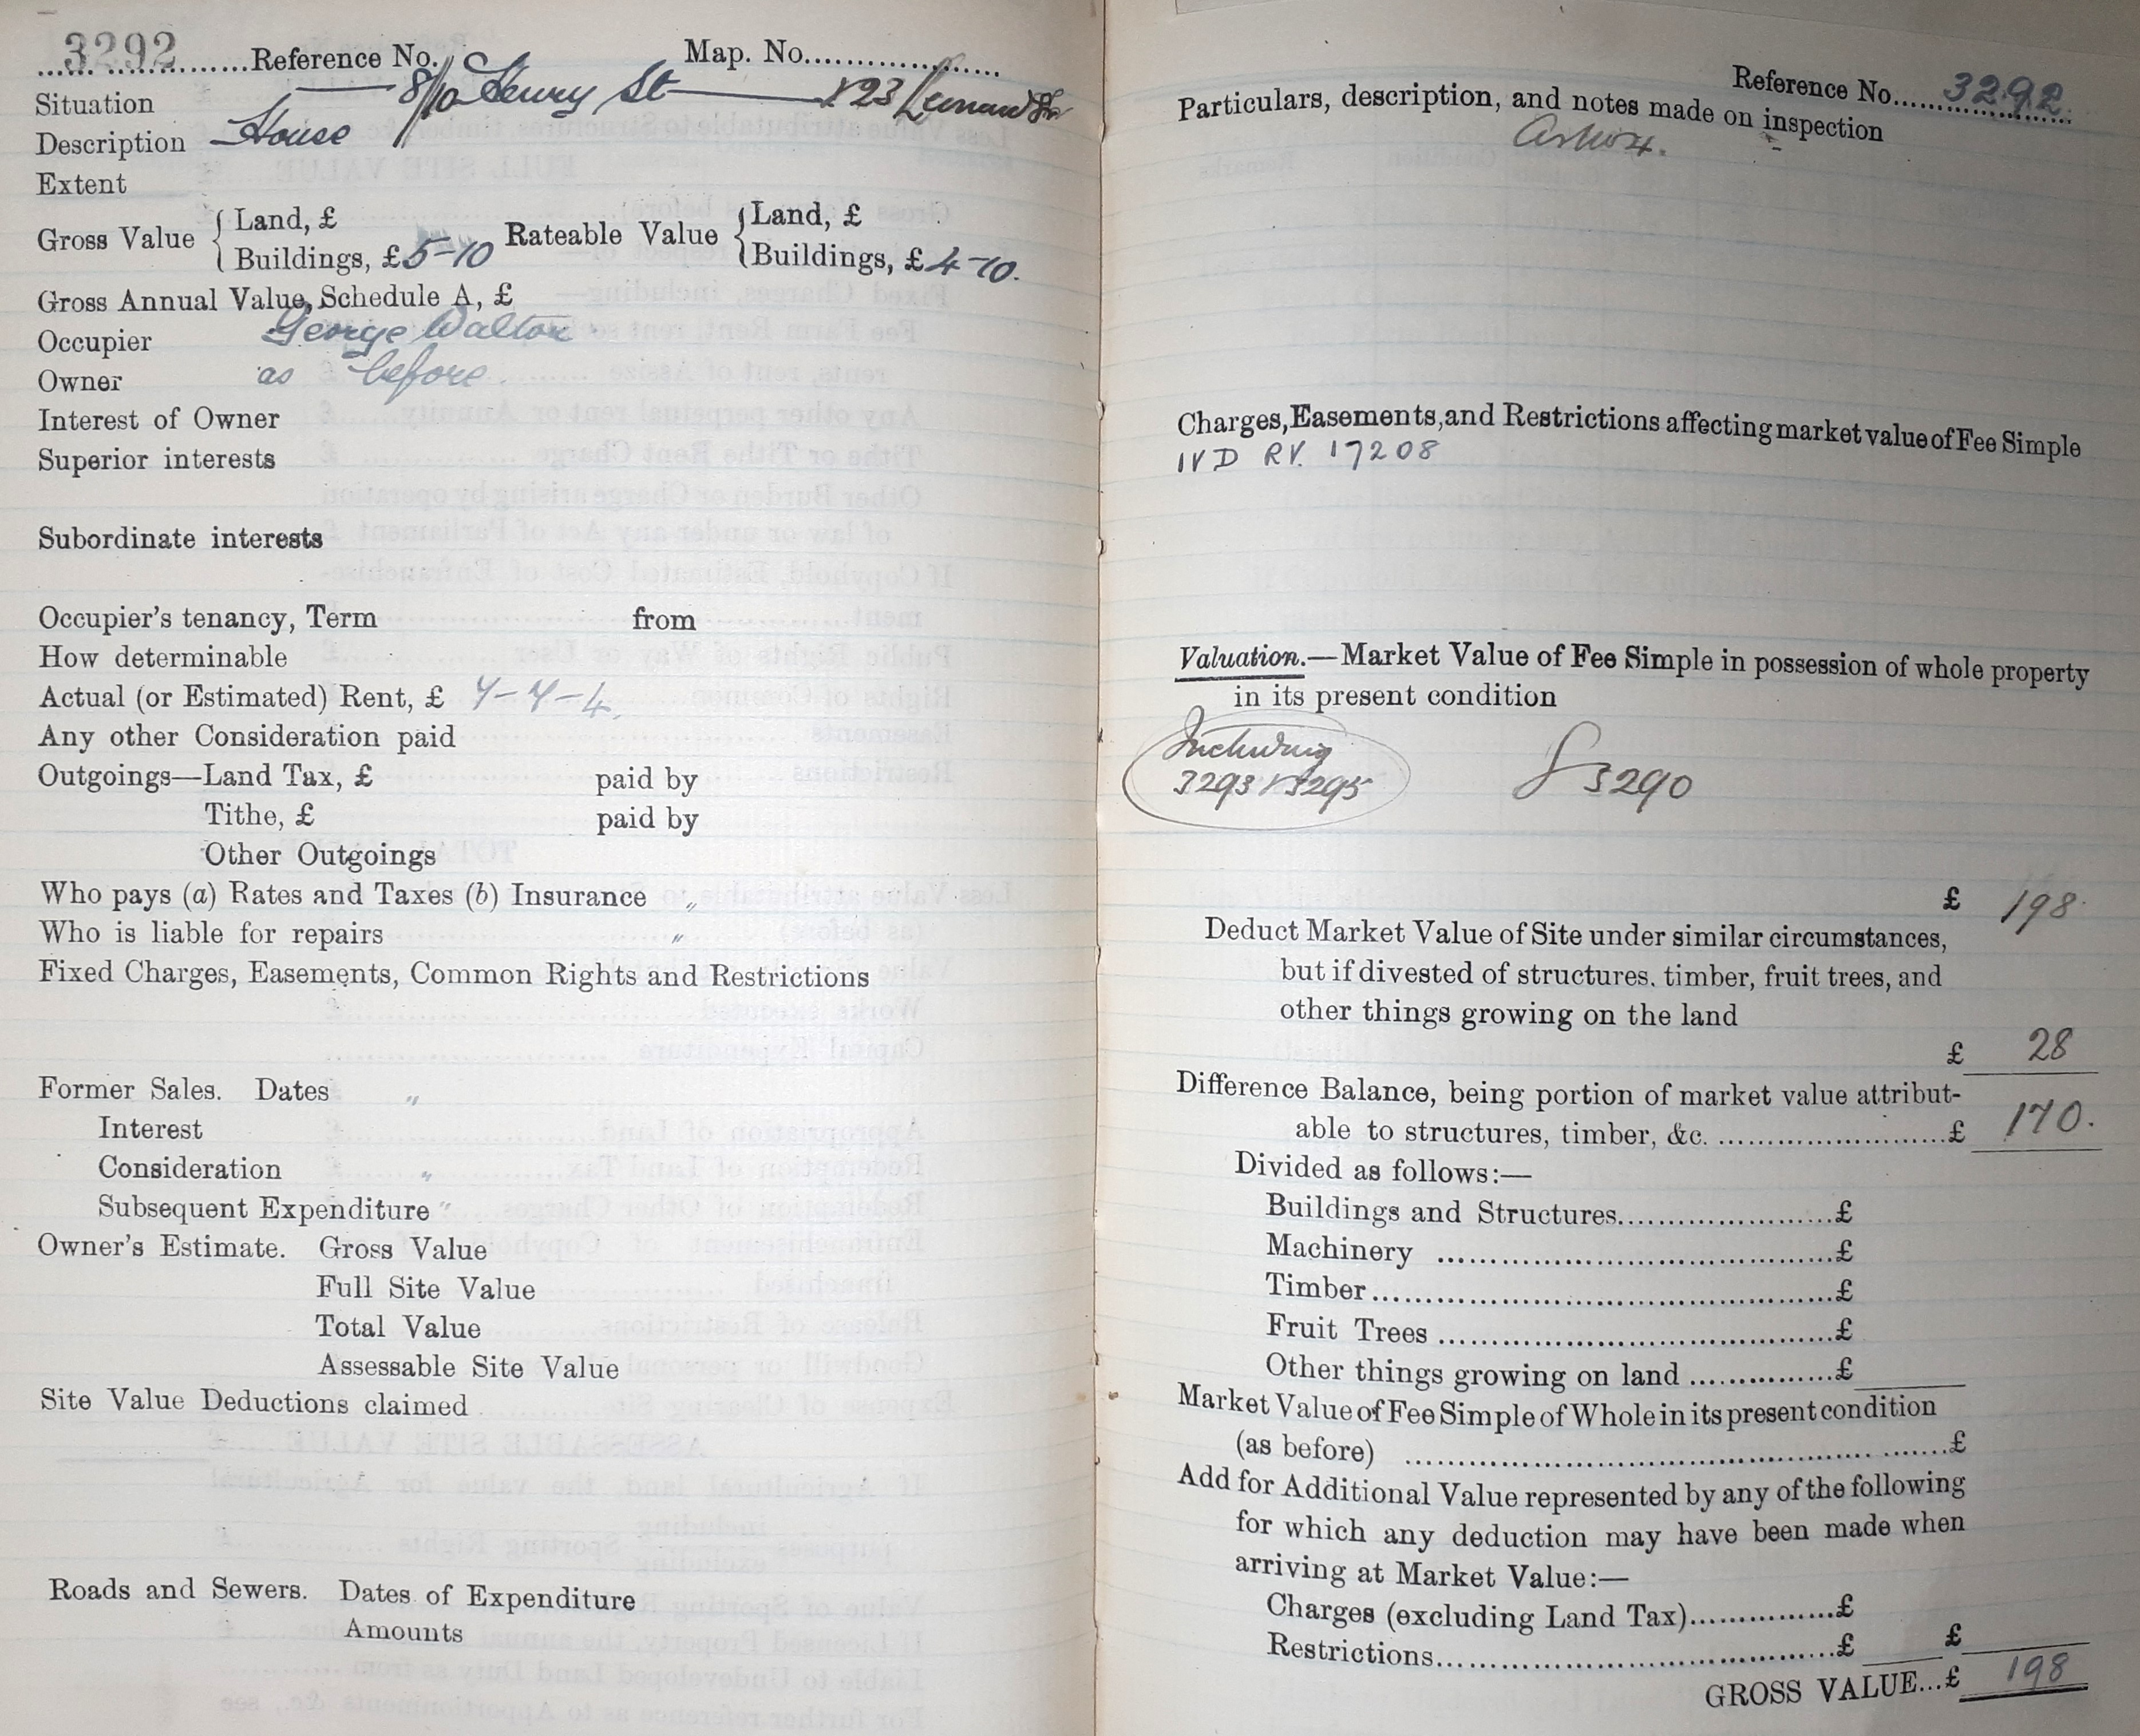 3292 Reference No. Map. No.
Situation 8/10 Henry St &23 Leonard St
Description House
Extent
Gross Value { Land, £ Rateable Value { Land, £
Buildings, £ 5-10 Buildings, £ 4-10.
Gross Annual Value, Schedule A, £
Occupier George Walton
Owner as before.
Interest of Owner
Superior interests
Subordinate interests
Occupier's tenancy, Term from
How determinable
Actual (or Estimated) Rent, £ 7-7-4.
Any other Consideration paid
Outgoings—Land Tax, £ paid by
Tithe, £ paid by
Other Outgoings
Who pays (a) Rates and Taxes (b) Insurance "
Who is liable for repairs "
Fixed Charges, Easements, Common Rights and Restrictions
Former Sales. Dates "
Interest
Consideration "
Subsequent Expenditure "
Owner's Estimate. Gross Value
Full Site Value
Total Value
Assessable Site Value
Site Value Deductions claimed
Roads and Sewers. Dates of Expenditure
Amounts
Reference No. 3292
Particulars, description, and notes made on inspection
Charges, Easements, and Restrictions affecting market value of Fee Simple
IVD RV. 17208
Valuation.—Market Value of Fee Simple in possession of whole property
in its present condition
Including
3293 / 3295 3290
£ 198
Deduct Market Value of Site under similar circumstances,
but if divested of structures, timber, fruit trees, and
other things growing on the land
£ 28
Difference Balance, being portion of market value attribut-
able to structures, timber, &c. £ 170.
Divided as follows:—
Buildings and Structures £
Machinery £
Timber £
Fruit Trees £
Other things growing on land £
Market Value of Fee Simple of Whole in its present condition
(as before) £
Add for Additional Value represented by any of the following
for which any deduction may have been made when
arriving at Market Value:—
Charges (excluding Land Tax) £
Restrictions £ £
GROSS VALUE...£ 198